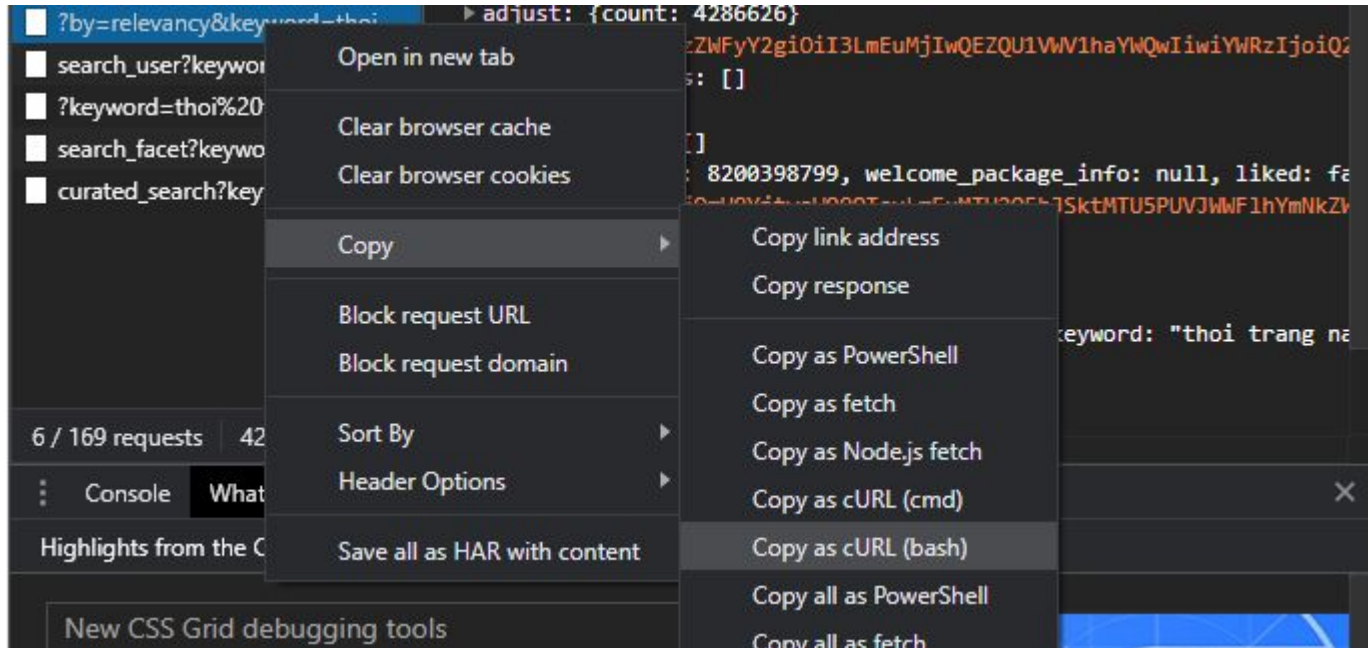 ?by=relevancy&keyword=thoi
adjust: {count: 4286626}
search_user?keywor
s: []
?keyword=thoi%20
search_facet?keywo
[]
curated_search?key
8200398799, welcome_package_info: null, liked: fa
Open in new tab
Clear browser cache
Clear browser cookies
Copy
Block request URL
Block request domain
Sort By
Header Options
Save all as HAR with content
Copy link address
Copy response
Copy as PowerShell
Copy as fetch
Copy as Node.js fetch
Copy as cURL (cmd)
Copy as cURL (bash)
Copy all as PowerShell
Copy all as fetch
eyword: "thoi trang na
6 / 169 requests 42
Console What
Highlights from the C
New CSS Grid debugging tools